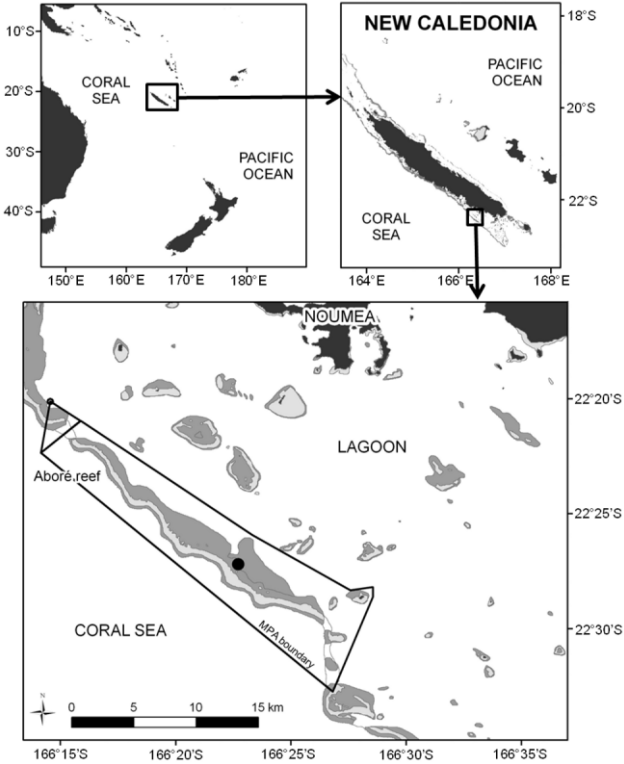 10°S
20°S
30°S
40°S
CORAL
SEA
PACIFIC
OCEAN
150°E
160°E
170°E
180°E
NEW CALEDONIA
PACIFIC
OCEAN
CORAL
SEA
18°S
20°S
22°S
164°E
166°E
168°E
NOUMEA
LAGOON
Aboré reef
CORAL SEA
MPA boundary
22°20'S
22°25'S
22°30'S
N
0 5 10 15 km
166°15'S
166°20'S
166°25'S
166°30'S
166°35'S